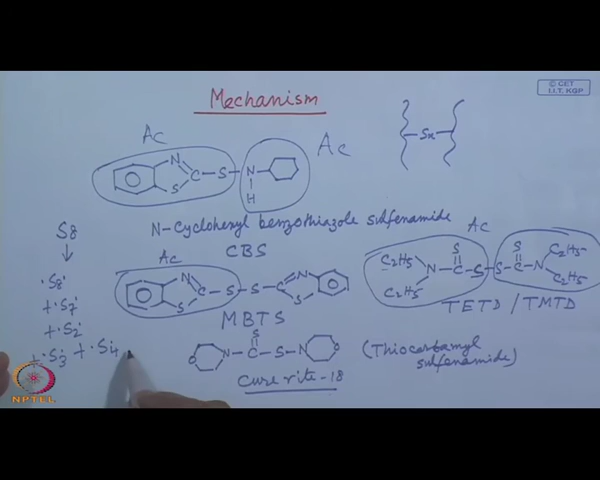 © CET
I.I.T. KGP
Mechanism
Ac
Ac
Sx
N
C
S
S
N
H
N-Cyclohexyl benzothiazole sulfenamide
CBS
S8
↓
·S8·
+·S7·
+·S2·
+·S3· +·S4
Ac
N
C
S
S
S
C
N
S
MBTS
Ac
C2H5
C2H5
N
C
S
S
S
C
S
N
C2H5
C2H5
TETD / TMTD
O
N
C
S
S
N
O
(Thiocarbamyl
sulfenamide)
Cure rite-18
NPTEL